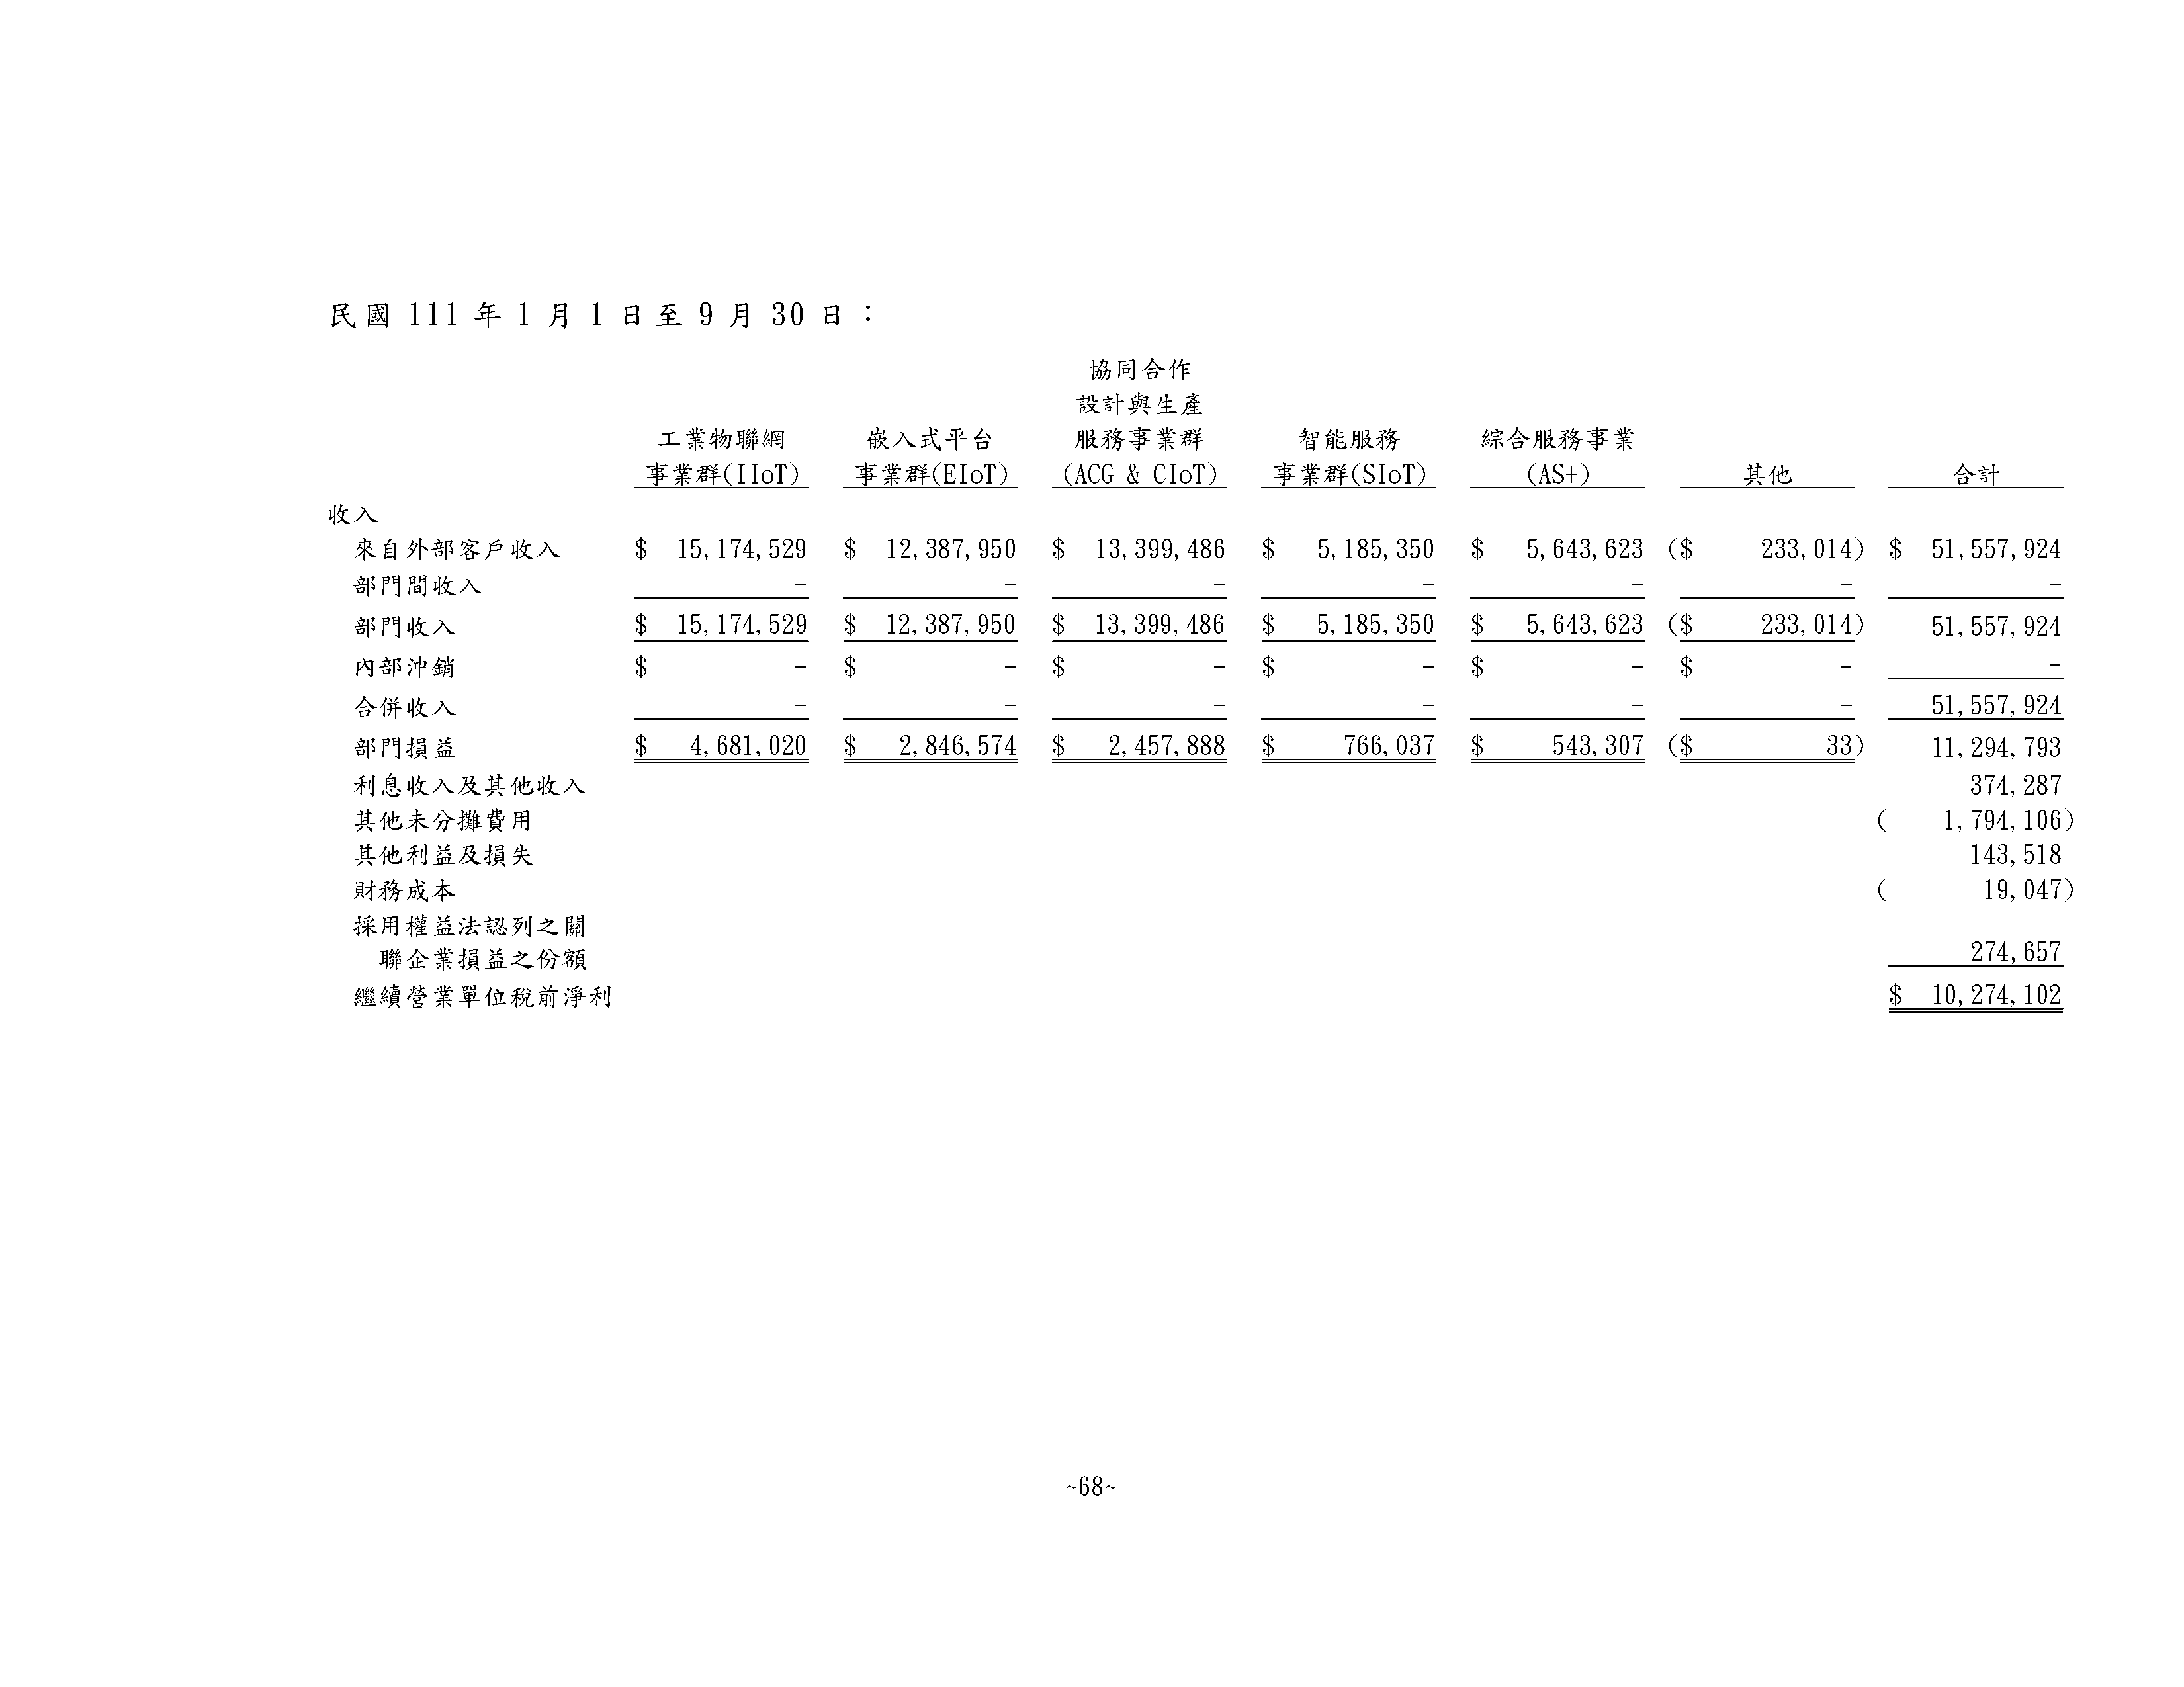 民國 111 年 1 月 1 日至 9 月 30 日：
協同合作
設計與生產
工業物聯網 嵌入式平台 服務事業群 智能服務 綜合服務事業
事業群(IIoT) 事業群(EIoT) (ACG & CIoT) 事業群(SIoT) (AS+) 其他 合計
收入
來自外部客戶收入 $ 15,174,529 $ 12,387,950 $ 13,399,486 $ 5,185,350 $ 5,643,623 ($ 233,014) $ 51,557,924
部門間收入 - - - - - - -
部門收入 $ 15,174,529 $ 12,387,950 $ 13,399,486 $ 5,185,350 $ 5,643,623 ($ 233,014) 51,557,924
內部沖銷 $ - $ - $ - $ - $ - $ - -
合併收入 - - - - - - 51,557,924
部門損益 $ 4,681,020 $ 2,846,574 $ 2,457,888 $ 766,037 $ 543,307 ($ 33) 11,294,793
利息收入及其他收入 374,287
其他未分攤費用 ( 1,794,106)
其他利益及損失 143,518
財務成本 ( 19,047)
採用權益法認列之關
聯企業損益之份額 274,657
繼續營業單位稅前淨利 $ 10,274,102
~68~